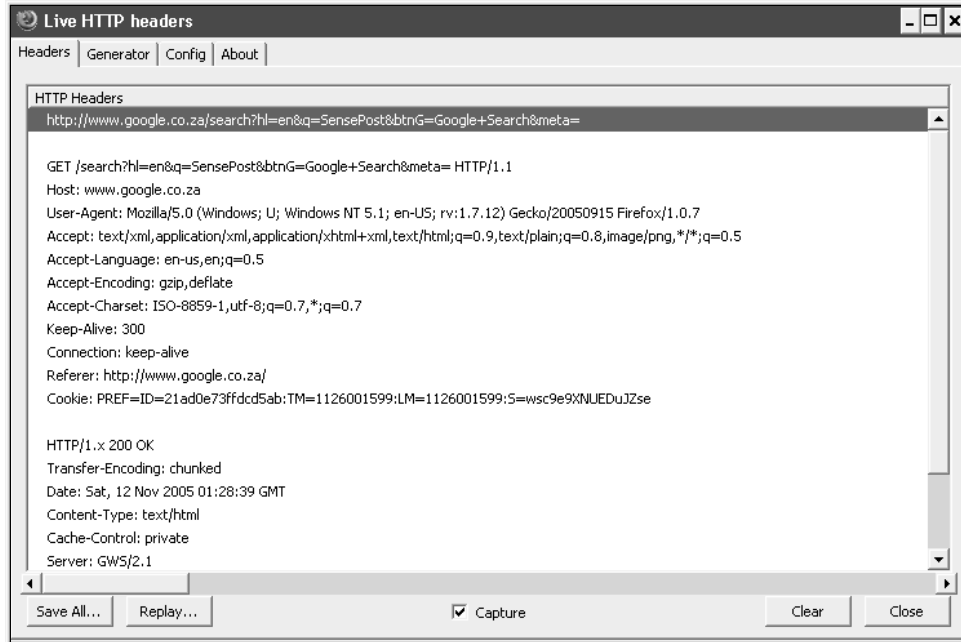 Live HTTP headers
Headers Generator Config About
HTTP Headers
http://www.google.co.za/search?hl=en&q=SensePost&btnG=Google+Search&meta=
GET /search?hl=en&q=SensePost&btnG=Google+Search&meta= HTTP/1.1
Host: www.google.co.za
User-Agent: Mozilla/5.0 (Windows; U; Windows NT 5.1; en-US; rv:1.7.12) Gecko/20050915 Firefox/1.0.7
Accept: text/xml,application/xml,application/xhtml+xml,text/html;q=0.9,text/plain;q=0.8,image/png,*/*;q=0.5
Accept-Language: en-us,en;q=0.5
Accept-Encoding: gzip,deflate
Accept-Charset: ISO-8859-1,utf-8;q=0.7,*;q=0.7
Keep-Alive: 300
Connection: keep-alive
Referer: http://www.google.co.za/
Cookie: PREF=ID=21ad0e73ffdcd5ab:TM=1126001599:LM=1126001599:S=wsc9e9XNUEDuJZse
HTTP/1.x 200 OK
Transfer-Encoding: chunked
Date: Sat, 12 Nov 2005 01:28:39 GMT
Content-Type: text/html
Cache-Control: private
Server: GWS/2.1
Save All... Replay... Capture Clear Close